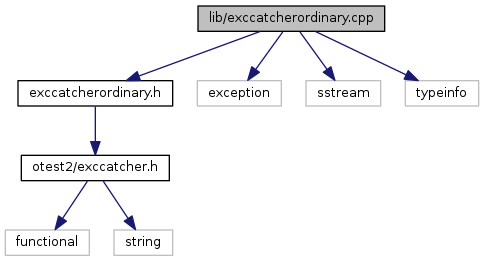 lib/exccatcherordinary.cpp
exccatcherordinary.h
exception
sstream
typeinfo
otest2/exccatcher.h
functional
string